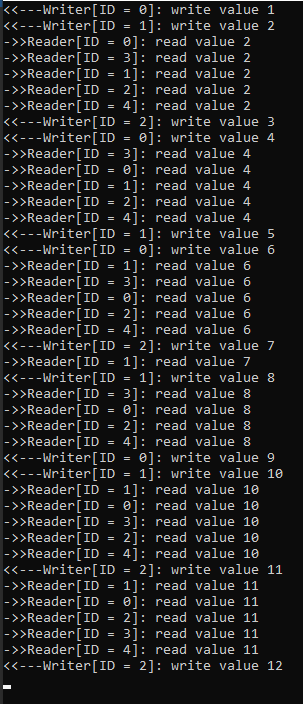 <<---Writer[ID = 0]: write value 1
<<---Writer[ID = 1]: write value 2
->>Reader[ID = 0]: read value 2
->>Reader[ID = 3]: read value 2
->>Reader[ID = 1]: read value 2
->>Reader[ID = 2]: read value 2
->>Reader[ID = 4]: read value 2
<<---Writer[ID = 2]: write value 3
<<---Writer[ID = 0]: write value 4
->>Reader[ID = 3]: read value 4
->>Reader[ID = 0]: read value 4
->>Reader[ID = 1]: read value 4
->>Reader[ID = 2]: read value 4
->>Reader[ID = 4]: read value 4
<<---Writer[ID = 1]: write value 5
<<---Writer[ID = 0]: write value 6
->>Reader[ID = 1]: read value 6
->>Reader[ID = 3]: read value 6
->>Reader[ID = 0]: read value 6
->>Reader[ID = 2]: read value 6
->>Reader[ID = 4]: read value 6
<<---Writer[ID = 2]: write value 7
->>Reader[ID = 1]: read value 7
<<---Writer[ID = 1]: write value 8
->>Reader[ID = 3]: read value 8
->>Reader[ID = 0]: read value 8
->>Reader[ID = 2]: read value 8
->>Reader[ID = 4]: read value 8
<<---Writer[ID = 0]: write value 9
<<---Writer[ID = 1]: write value 10
->>Reader[ID = 1]: read value 10
->>Reader[ID = 0]: read value 10
->>Reader[ID = 3]: read value 10
->>Reader[ID = 2]: read value 10
->>Reader[ID = 4]: read value 10
<<---Writer[ID = 2]: write value 11
->>Reader[ID = 1]: read value 11
->>Reader[ID = 0]: read value 11
->>Reader[ID = 2]: read value 11
->>Reader[ID = 3]: read value 11
->>Reader[ID = 4]: read value 11
<<---Writer[ID = 2]: write value 12